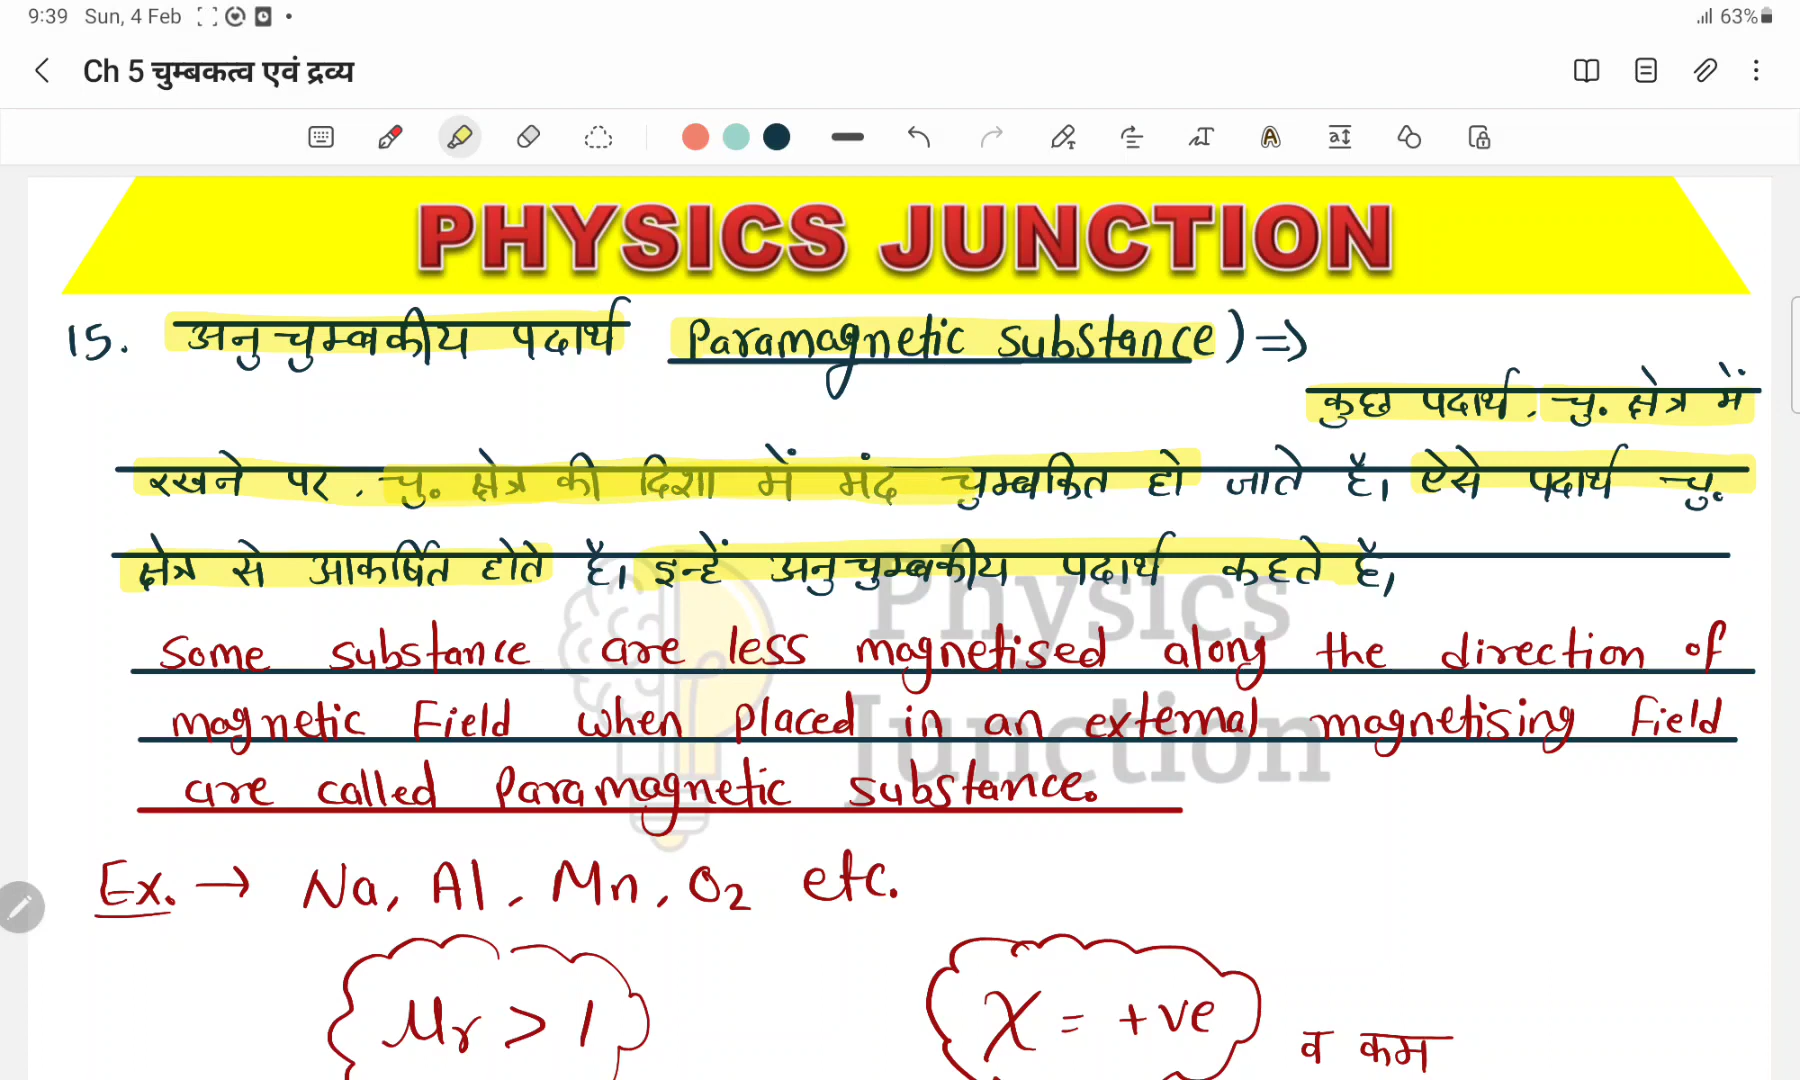 9:39 Sun, 4 Feb
63%
Ch 5 चुम्बकत्व एवं द्रव्य
PHYSICS JUNCTION
15. अनुचुम्बकीय पदार्थ Paramagnetic substance) ⇒
कुछ पदार्थ, चु. क्षेत्र में
रखने पर, चु. क्षेत्र की दिशा में मंद चुम्बकित हो जाते है। ऐसे पदार्थ चु.
क्षेत्र से आकर्षित होते है। इन्हें अनुचुम्बकीय पदार्थ कहते है,
Physics
Junction
Some substance are less magnetised along the direction of
magnetic Field when placed in an external magnetising Field
are called Paramagnetic substance.
Ex. → Na, Al, Mn, O₂ etc.
μr > 1
χ = +ve
व कम